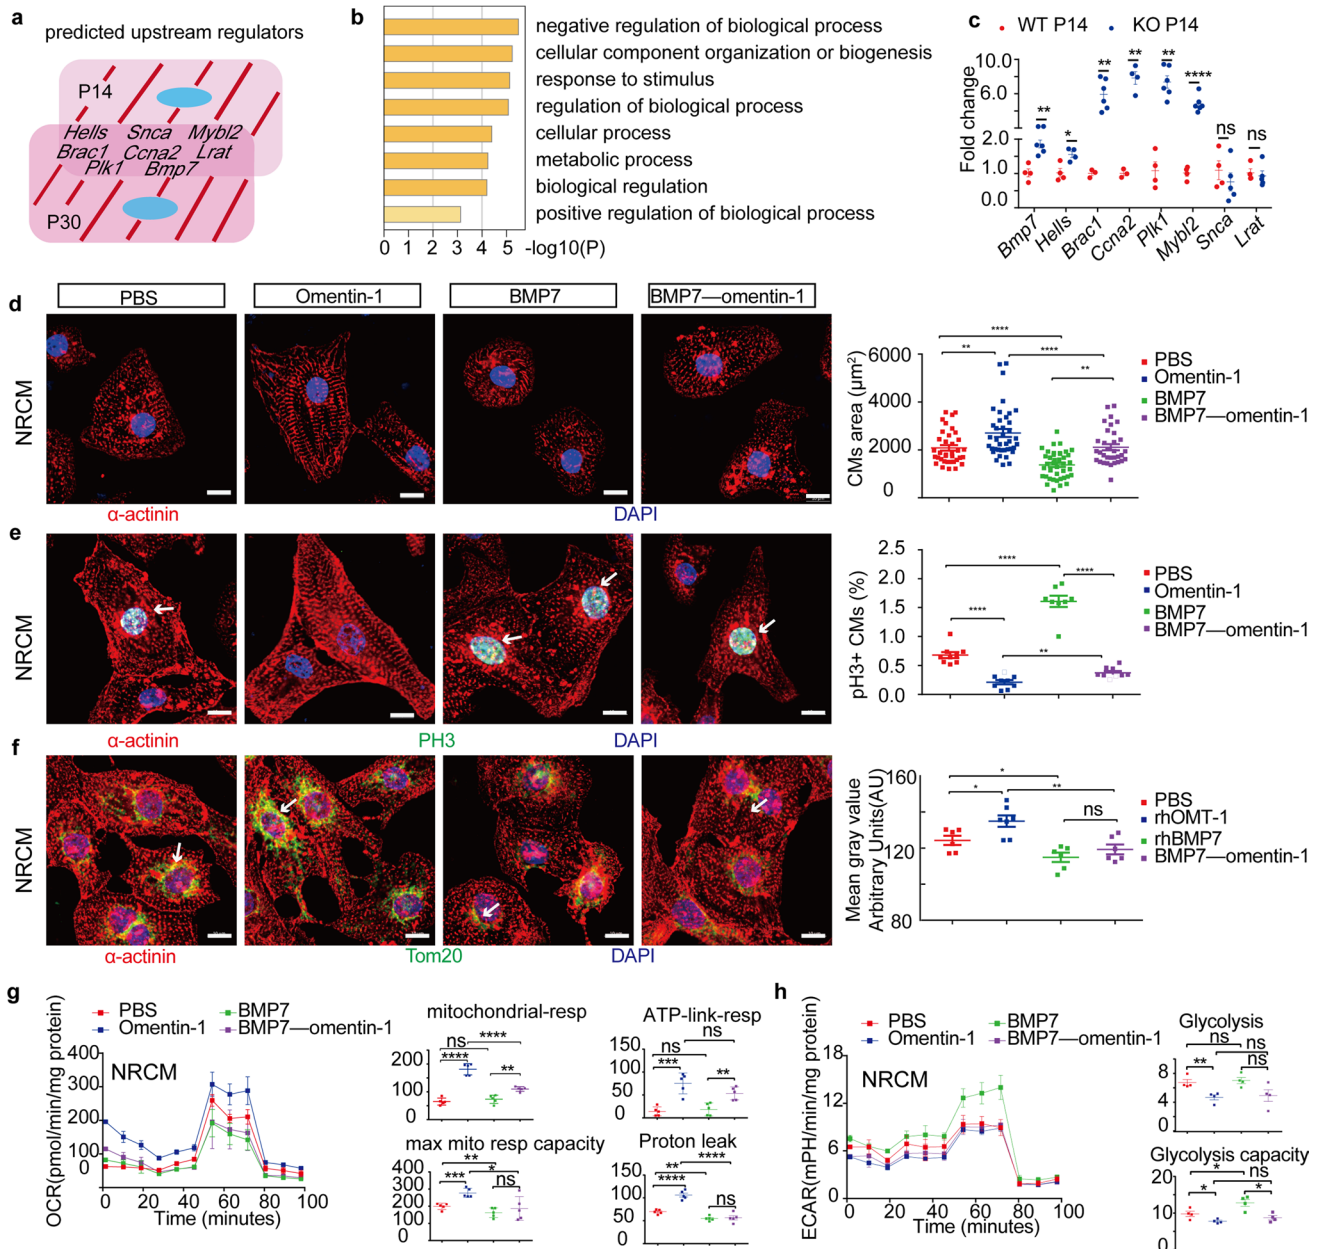 a
predicted upstream regulators
P14
Hells Snca Mybl2
Brac1 Ccna2 Lrat
Plk1 Bmp7
P30
b
negative regulation of biological process
cellular component organization or biogenesis
response to stimulus
regulation of biological process
cellular process
metabolic process
biological regulation
positive regulation of biological process
0 1 2 3 4 5 -log10(P)
c
WT P14 KO P14
Fold change
10.0
6.0
2.0
1.0
0.0
** * ** ** ** **** ns ns
Bmp7 Hells Brac1 Ccna2 Plk1 Mybl2 Snca Lrat
d
PBS Omentin-1 BMP7 BMP7—omentin-1
NRCM
α-actinin DAPI
CMs area (µm²)
6000
4000
2000
0
****
** ****
**
PBS
Omentin-1
BMP7
BMP7—omentin-1
e
NRCM
α-actinin PH3 DAPI
pH3+ CMs (%)
2.5
2.0
1.5
1.0
0.5
0.0
****
****
****
**
PBS
Omentin-1
BMP7
BMP7—omentin-1
f
NRCM
α-actinin Tom20 DAPI
Mean gray value
Arbitrary Units(AU)
160
120
80
*
* **
ns
PBS
rhOMT-1
rhBMP7
BMP7—omentin-1
g
PBS BMP7
Omentin-1 BMP7—omentin-1
OCR(pmol/min/mg protein)
NRCM
400
300
200
100
0
0 20 40 60 80 100
Time (minutes)
mitochondrial-resp
200
100
0
ns ****
****
**
ATP-link-resp
150
100
50
0
ns
ns
*** **
max mito resp capacity
400
300
200
100
0
**
*** *
ns
Proton leak
150
100
50
0
****
**
****
ns
h
PBS BMP7
Omentin-1 BMP7—omentin-1
ECAR(mPH/min/mg protein)
NRCM
18
12
6
0
0 20 40 60 80 100
Time (minutes)
Glycolysis
8
6
4
2
0
ns ns
** ns
Glycolysis capacity
20
10
0
* ns
* *